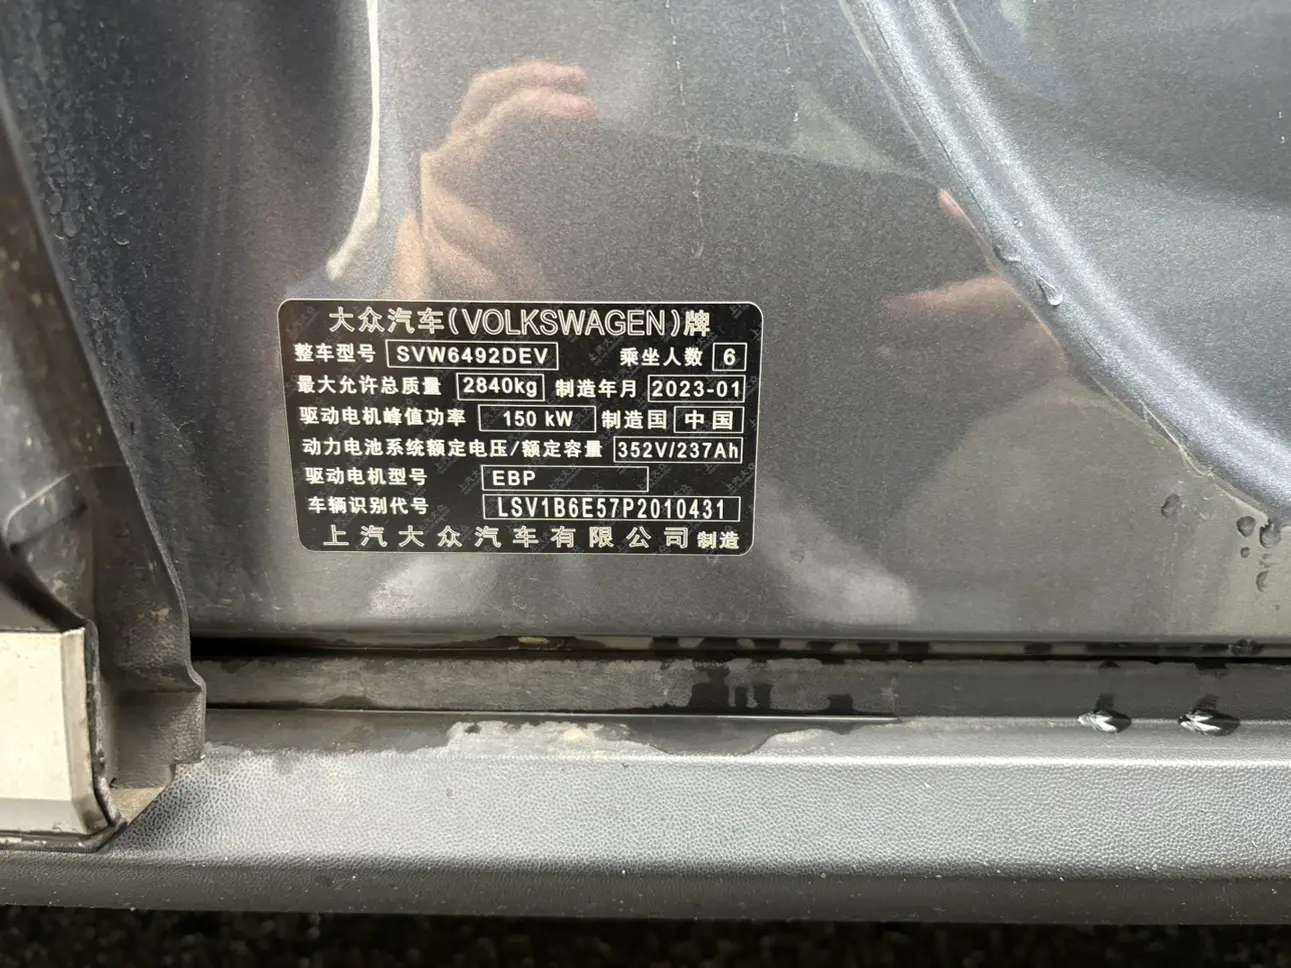 大众汽车(VOLKSWAGEN)牌
整车型号 SVW6492DEV 乘坐人数 6
最大允许总质量 2840kg 制造年月 2023-01
驱动电机峰值功率 150 kW 制造国 中国
动力电池系统额定电压/额定容量 352V/237Ah
驱动电机型号 EBP
车辆识别代号 LSV1B6E57P2010431
上汽大众汽车有限公司制造